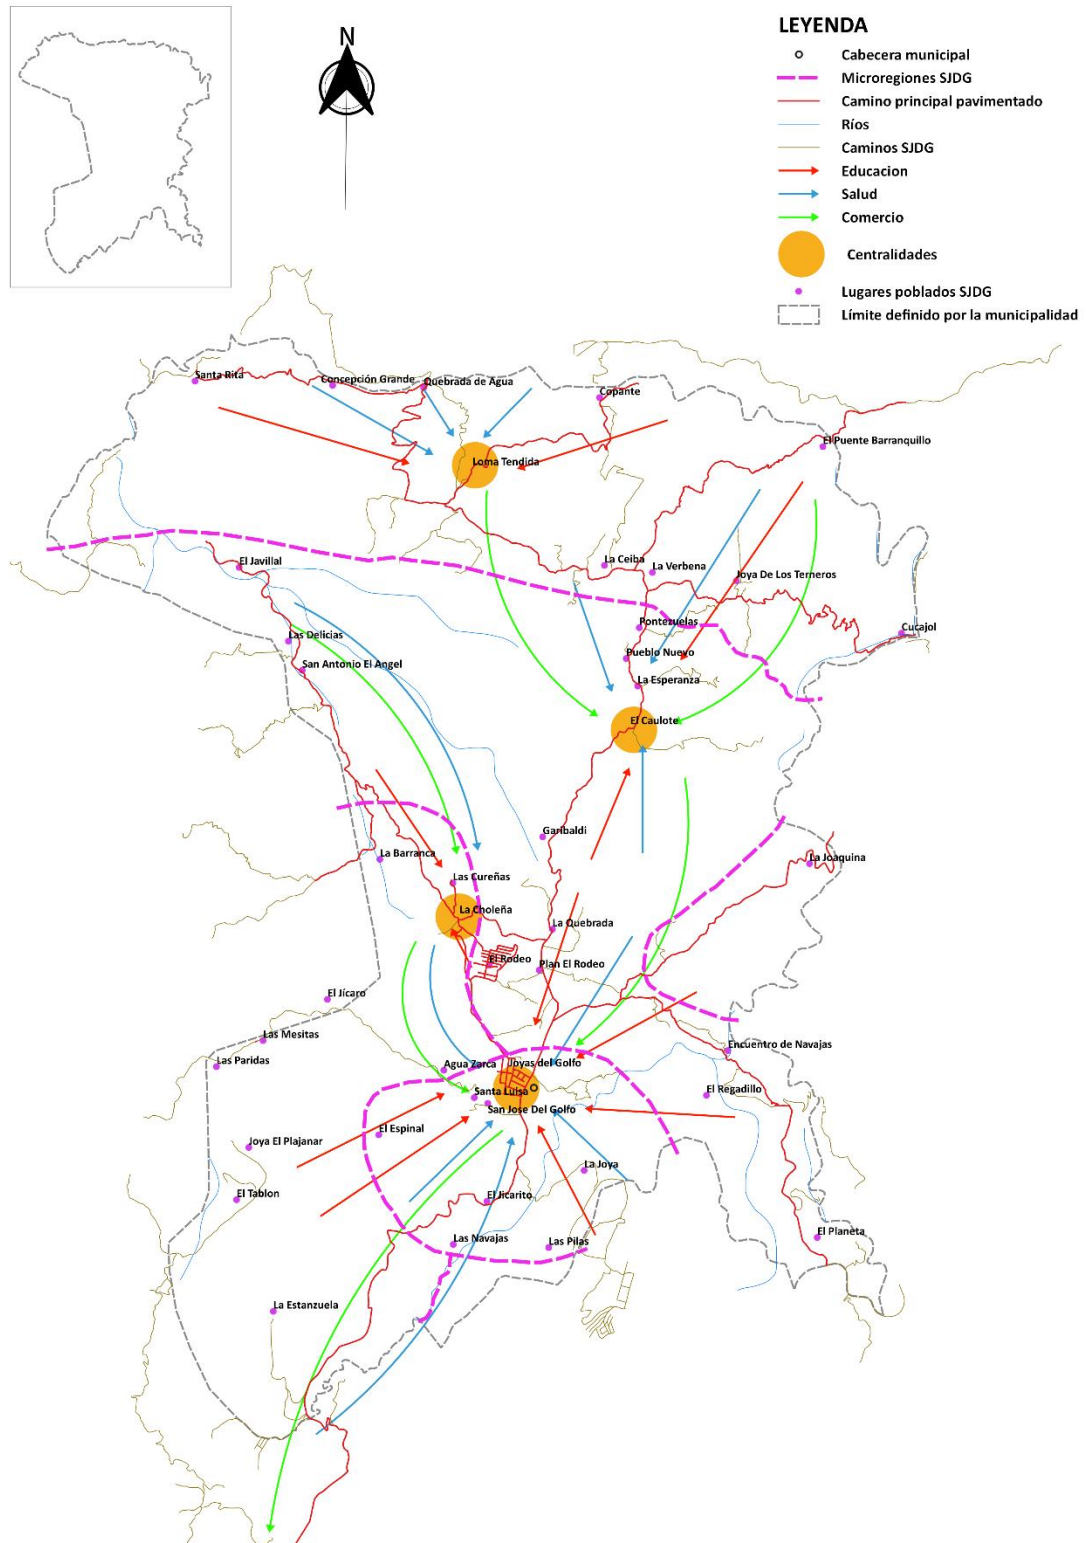 N
LEYENDA
Cabecera municipal
Microregiones SJDG
Camino principal pavimentado
Ríos
Caminos SJDG
Educacion
Salud
Comercio
Centralidades
Lugares poblados SJDG
Límite definido por la municipalidad
Santa Rita
Concepción Grande
Quebrada de Agua
Copante
El Puente Barranquillo
Loma Tendida
El Javillal
La Ceiba
La Verbena
Joya De Los Terneros
Las Delicias
Pontezuelas
Cucajol
San Antonio El Angel
Pueblo Nuevo
La Esperanza
El Caulote
Garibaldi
La Barranca
La Joaquina
Las Cureñas
La Choleña
La Quebrada
El Rodeo
Plan El Rodeo
El Jícaro
Las Mesitas
Las Paridas
Agua Zarca
Joyas del Golfo
Encuentro de Navajas
Santa Luisa
El Regadillo
San Jose Del Golfo
El Espinal
Joya El Plajanar
La Joya
El Tablon
El Jicarito
Las Navajas
Las Pilas
El Planeta
La Estanzuela